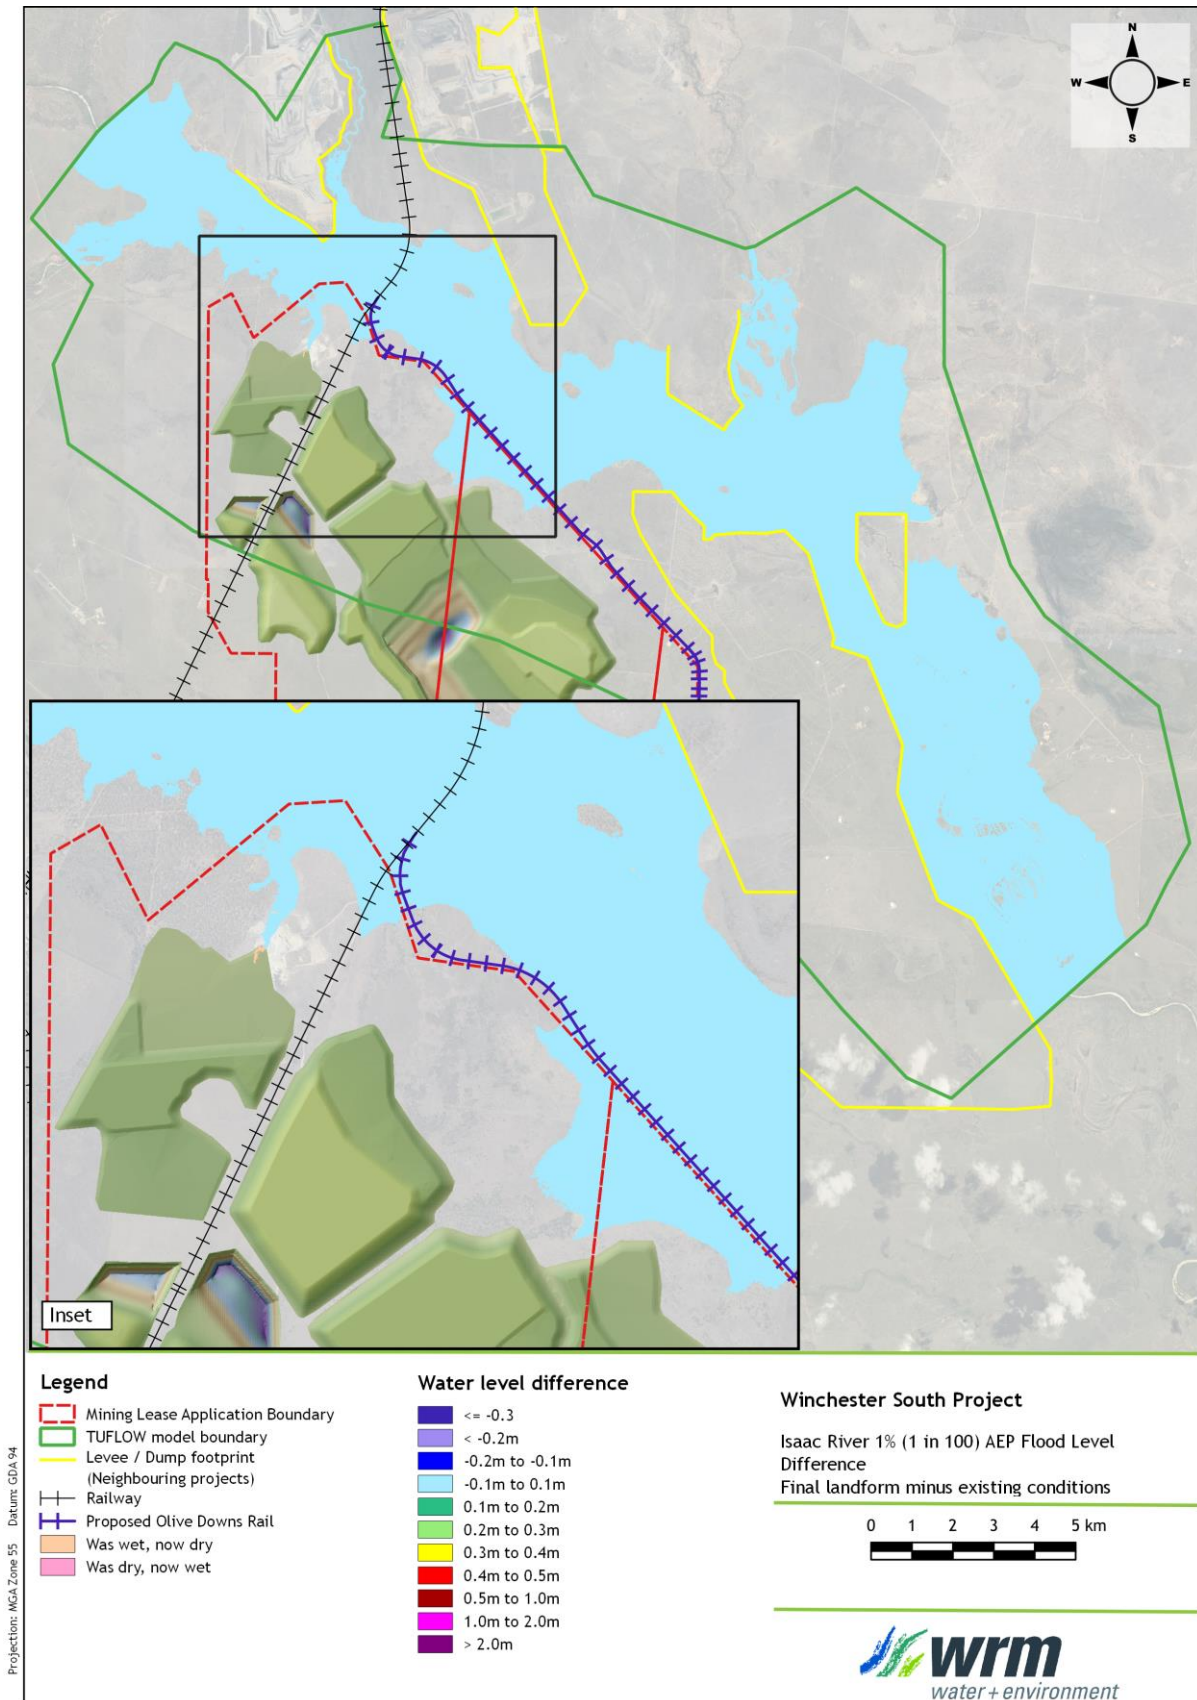 N
W E
S
Inset
Legend
Mining Lease Application Boundary
TUFLOW model boundary
Levee / Dump footprint
(Neighbouring projects)
Railway
Proposed Olive Downs Rail
Was wet, now dry
Was dry, now wet
Water level difference
<= -0.3
< -0.2m
-0.2m to -0.1m
-0.1m to 0.1m
0.1m to 0.2m
0.2m to 0.3m
0.3m to 0.4m
0.4m to 0.5m
0.5m to 1.0m
1.0m to 2.0m
> 2.0m
Winchester South Project
Isaac River 1% (1 in 100) AEP Flood Level
Difference
Final landform minus existing conditions
0 1 2 3 4 5 km
wrm
water + environment
Projection: MGA Zone 55 Datum: GDA 94